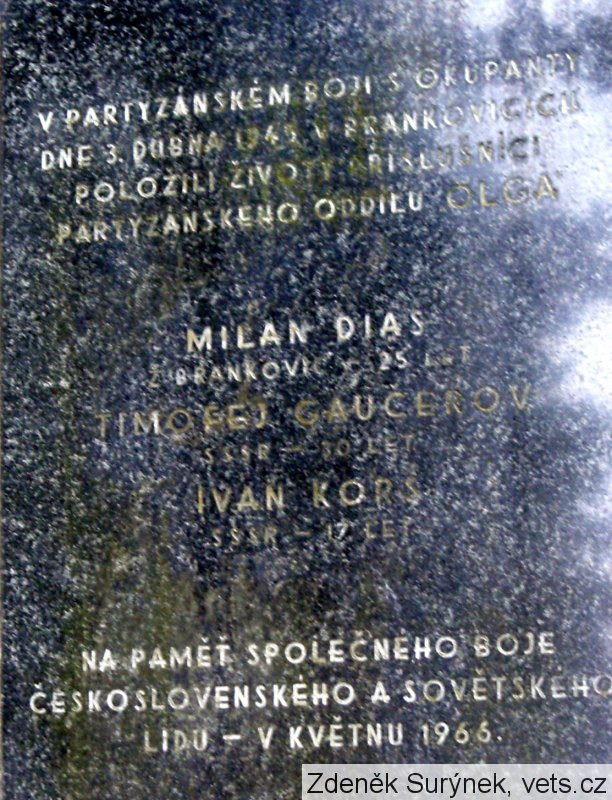 V PARTYZÁNSKÉM BOJI S OKUPANTY
DNE 3. DUBNA 1945 V BRANKOVICÍCH
POLOŽILI ŽIVOTY PŘÍSLUŠNÍCI
PARTYZÁNSKÉHO ODDÍLU OLGA
MILAN DIAS
Z BRANKOVIC – 25 LET
TIMOFEJ GAUČEROV
SSSR – 30 LET
IVAN KORŠ
SSSR – 17 LET
NA PAMĚŤ SPOLEČNÉHO BOJE
ČESKOSLOVENSKÉHO A SOVĚTSKÉHO
LIDU – V KVĚTNU 1966.
Zdeněk Surýnek, vets.cz